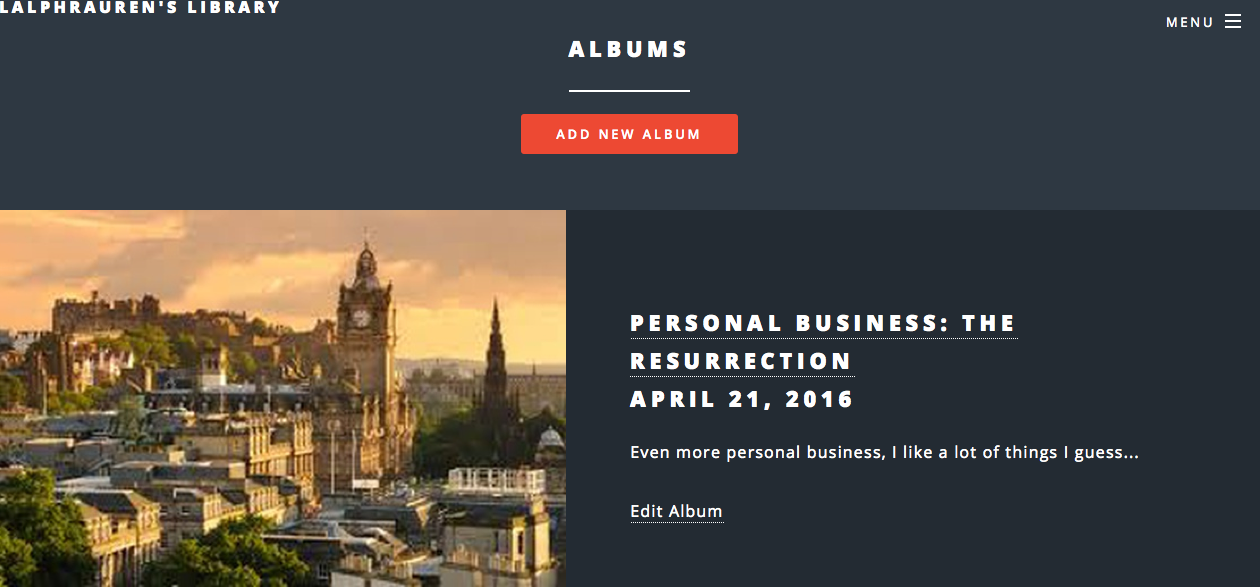 LALPHRAUREN'S LIBRARY
MENU
ALBUMS
ADD NEW ALBUM
PERSONAL BUSINESS: THE
RESURRECTION
APRIL 21, 2016
Even more personal business, I like a lot of things I guess...
Edit Album